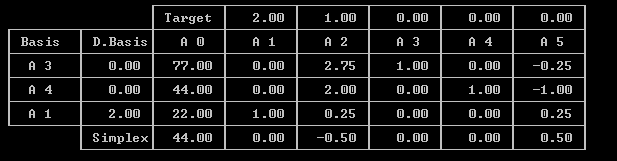 Target 2.00 1.00 0.00 0.00 0.00
Basis D.Basis A 0 A 1 A 2 A 3 A 4 A 5
A 3 0.00 77.00 0.00 2.75 1.00 0.00 -0.25
A 4 0.00 44.00 0.00 2.00 0.00 1.00 -1.00
A 1 2.00 22.00 1.00 0.25 0.00 0.00 0.25
Simplex 44.00 0.00 -0.50 0.00 0.00 0.50